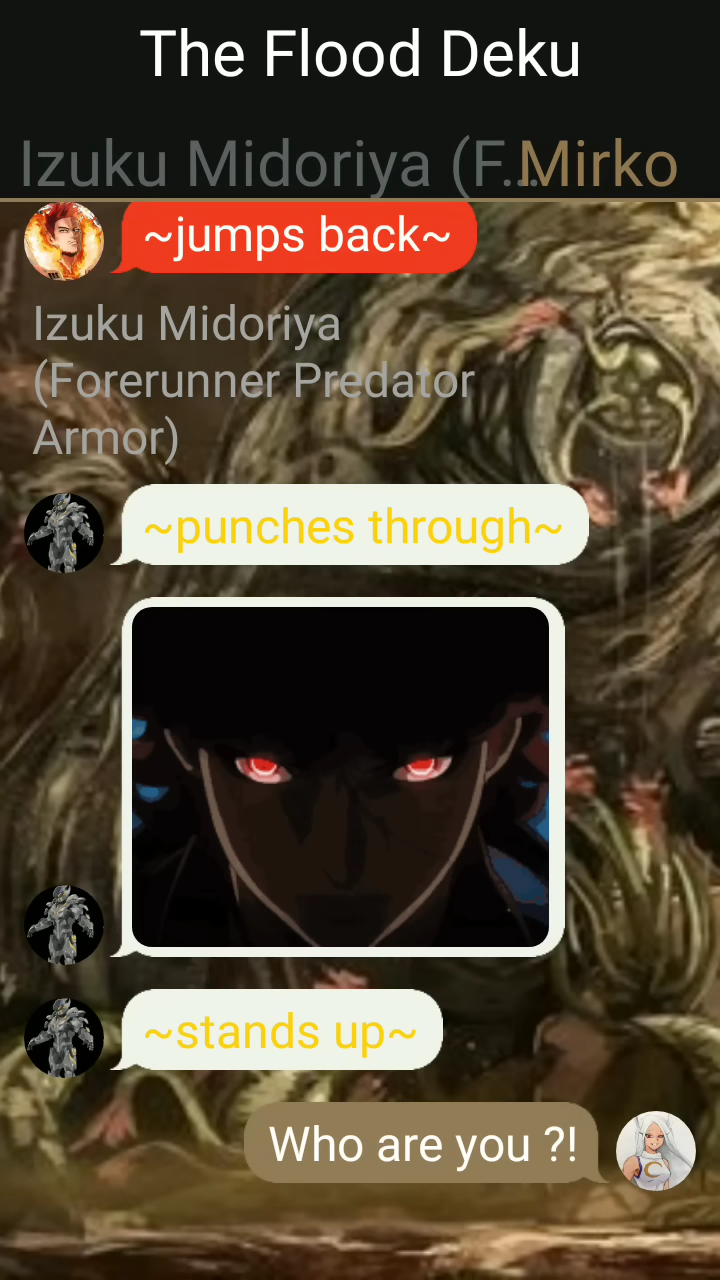 The Flood Deku
Izuku Midoriya (F... Mirko
~jumps back~
Izuku Midoriya
(Forerunner Predator
Armor)
~punches through~
~stands up~
Who are you ?!